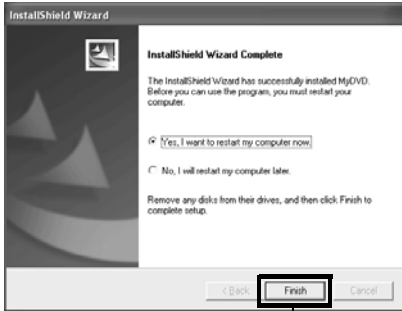 InstallShield Wizard
InstallShield Wizard Complete
The InstallShield Wizard has successfully installed MyDVD.
Before you can use the program, you must restart your
computer.
Yes, I want to restart my computer now.
No, I will restart my computer later.
Remove any disks from their drives, and then click Finish to
complete setup.
< Back Finish Cancel